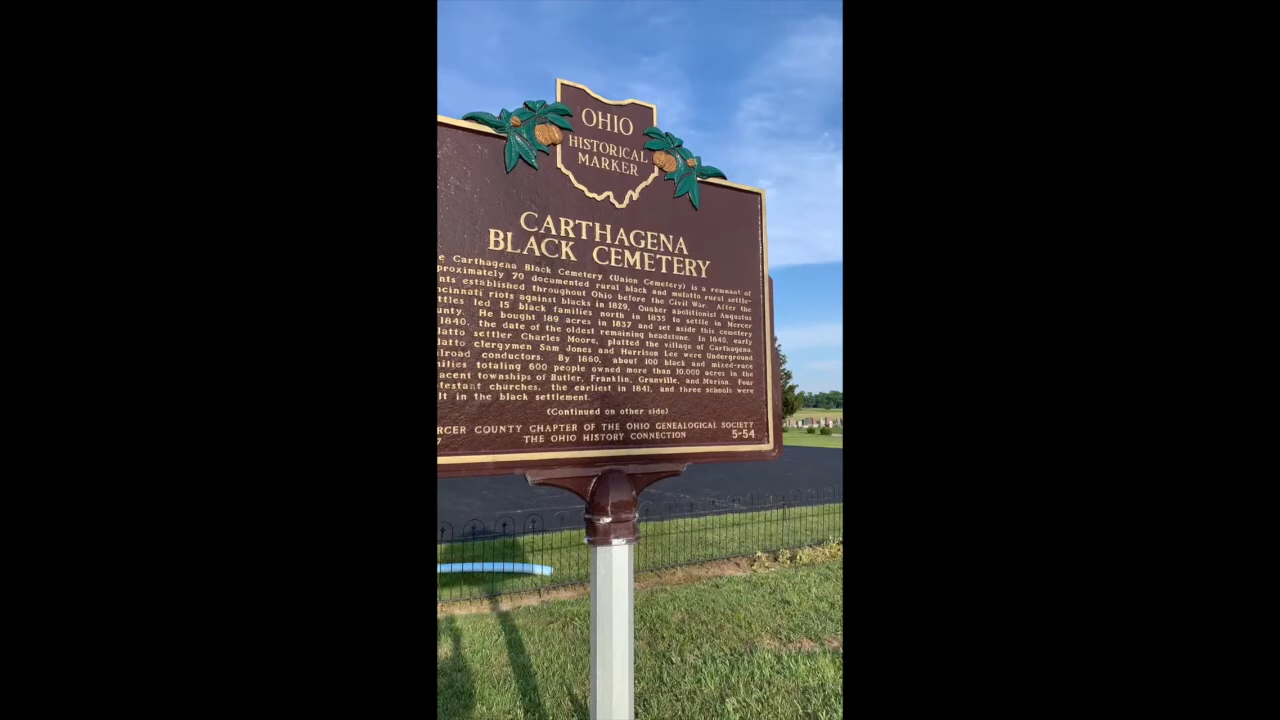 OHIO
HISTORICAL
MARKER
CARTHAGENA
BLACK CEMETERY
e Carthagena Black Cemetery (Union Cemetery) is a remnant of
proximately 70 documented rural black and mulatto rural settle-
nts established throughout Ohio before the Civil War. After the
ncinnati riots against blacks in 1829, Quaker abolitionist Augustus
ttles led 15 black families north in 1835 to settle in Mercer
unty. He bought 189 acres in 1837 and set aside this cemetery
1840, the date of the oldest remaining headstone. In 1840, early
latto settler Charles Moore, platted the village of Carthagena.
latto clergymen Sam Jones and Harrison Lee were Underground
ilroad conductors. By 1860, about 100 black and mixed-race
milies totaling 600 people owned more than 10,000 acres in the
acent townships of Butler, Franklin, Granville, and Marion. Four
otestant churches, the earliest in 1841, and three schools were
lt in the black settlement.
(Continued on other side)
RCER COUNTY CHAPTER OF THE OHIO GENEALOGICAL SOCIETY
THE OHIO HISTORY CONNECTION
7
5-54